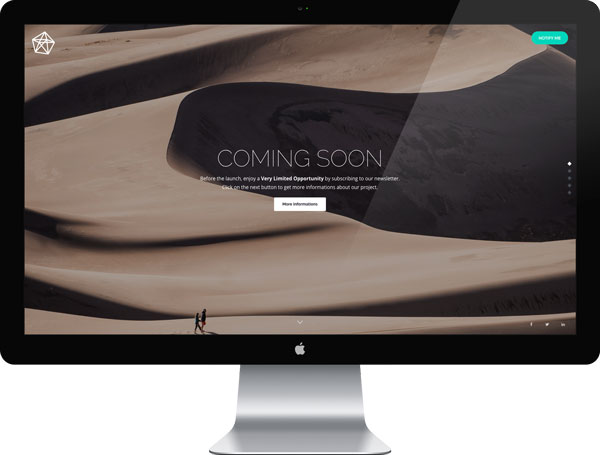 NOTIFY ME
COMING SOON
Before the launch, enjoy a Very Limited Opportunity by subscribing to our newsletter.
Click on the next button to get more informations about our project.
More informations